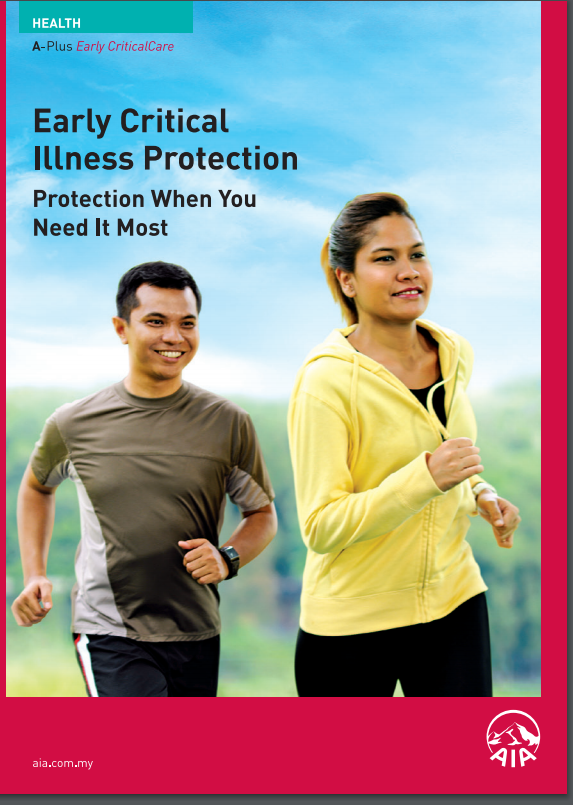 HEALTH
A-Plus Early CriticalCare
Early Critical
Illness Protection
Protection When You
Need It Most
aia.com.my
AIA